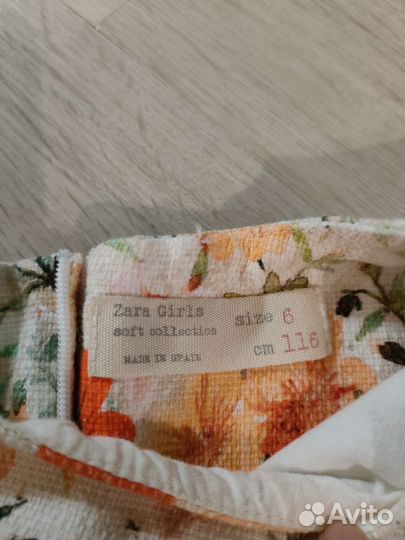 Zara Girls
soft collection
MADE IN SPAIN
size 6
cm 116
Avito